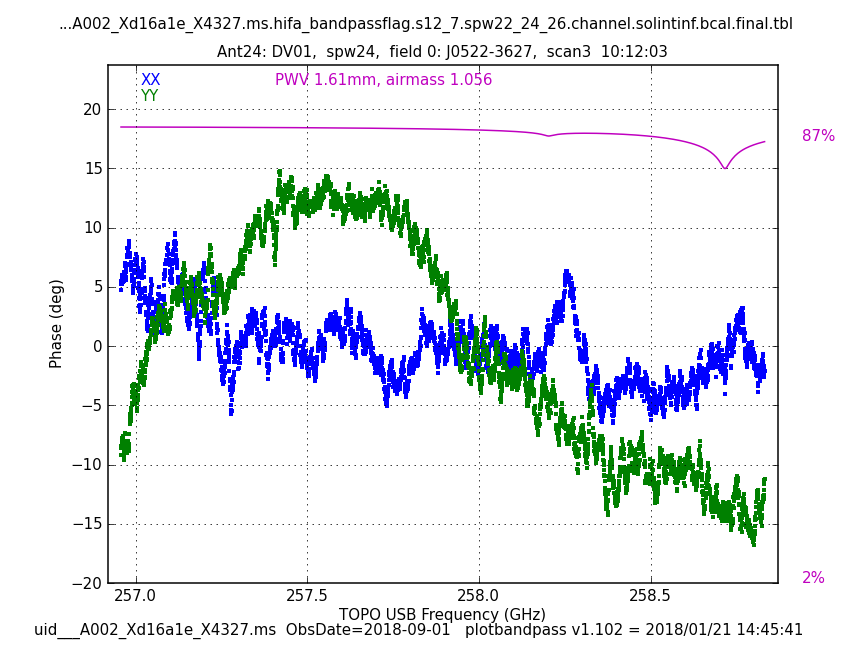 ...A002_Xd16a1e_X4327.ms.hifa_bandpassflag.s12_7.spw22_24_26.channel.solintinf.bcal.final.tbl
Ant24: DV01, spw24, field 0: J0522-3627, scan3 10:12:03
XX
PWV 1.61mm, airmass 1.056
YY
20
87%
15
10
5
0
−5
−10
−15
−20
2%
Phase (deg)
257.0 257.5 258.0 258.5
TOPO USB Frequency (GHz)
uid___A002_Xd16a1e_X4327.ms ObsDate=2018-09-01 plotbandpass v1.102 = 2018/01/21 14:45:41